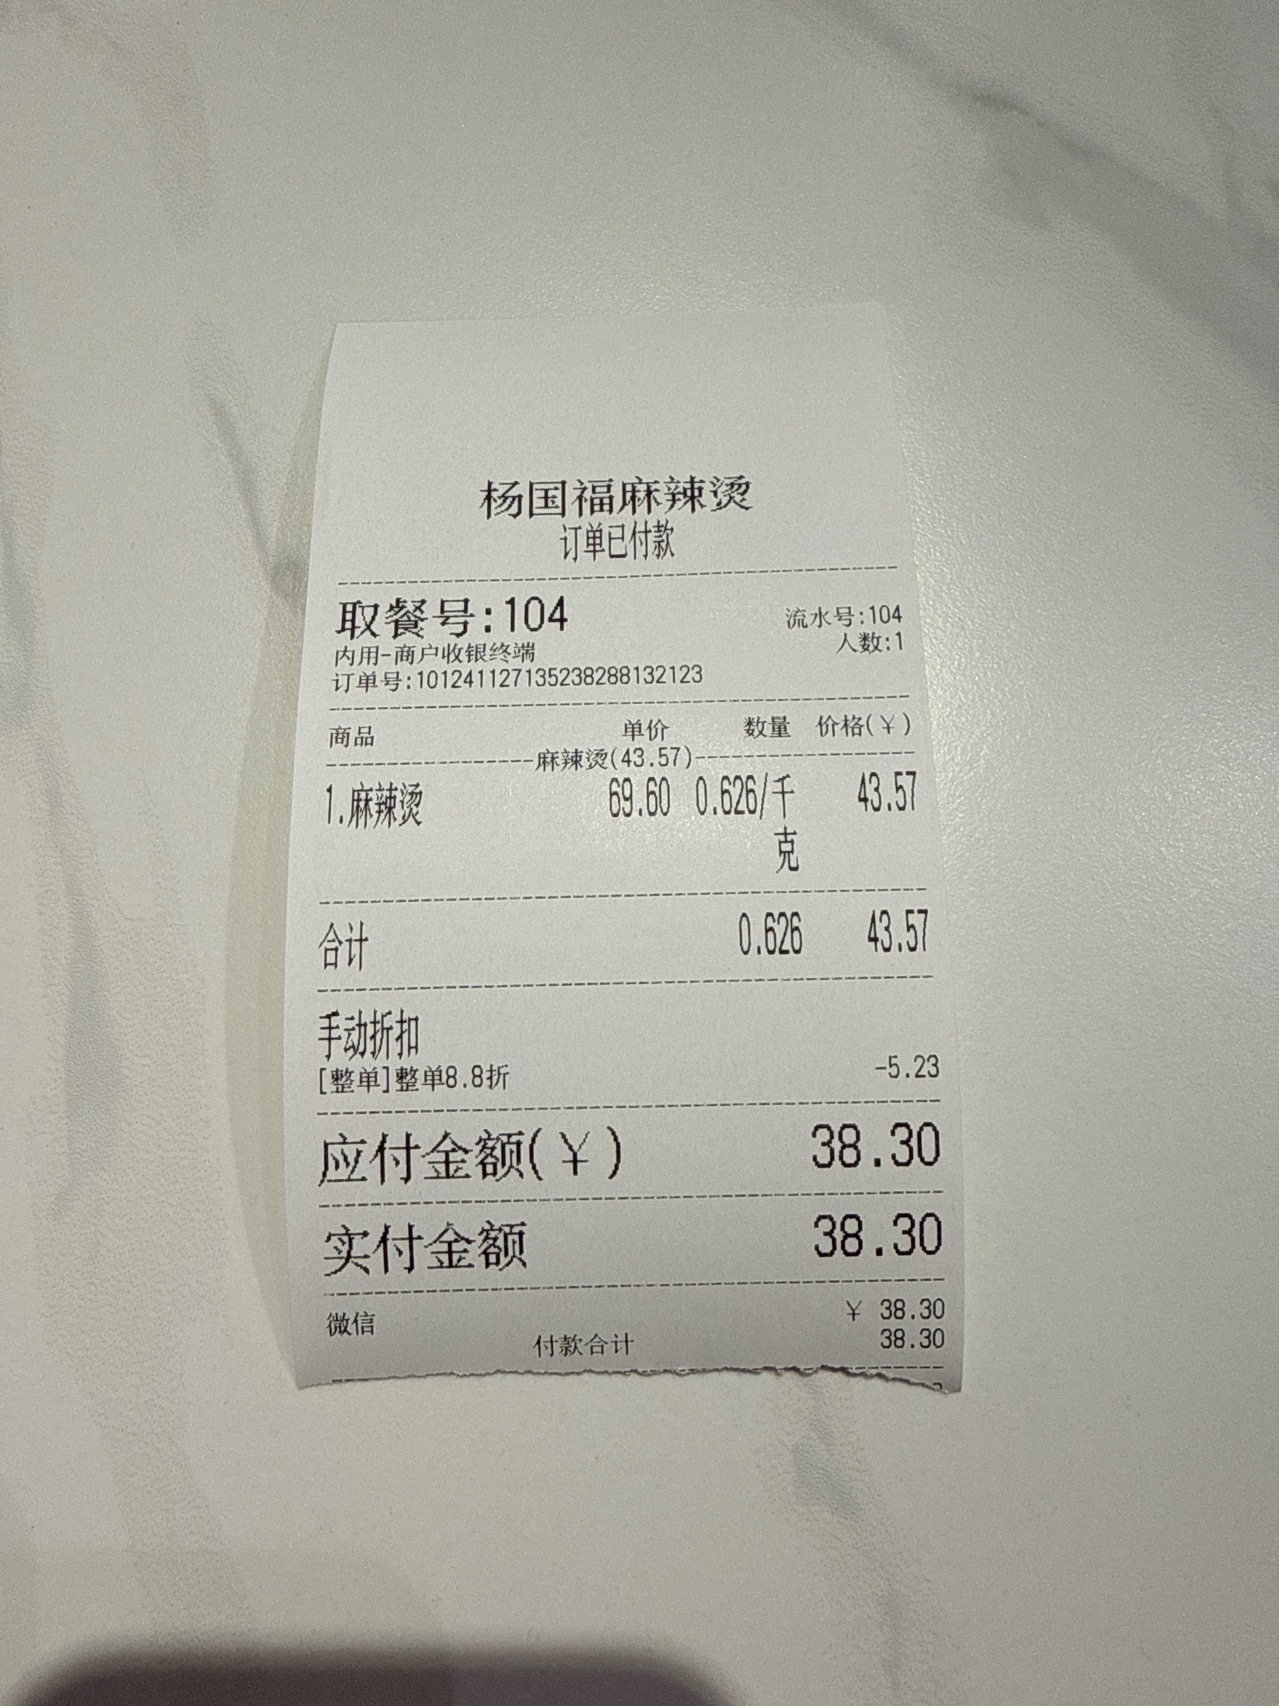 杨国福麻辣烫
订单已付款
取餐号:104 流水号:104
内用-商户收银终端 人数:1
订单号:101241127135238288132123
商品 单价 数量 价格(¥)
麻辣烫(43.57)
1.麻辣烫 69.60 0.626/千 43.57
克
合计 0.626 43.57
手动折扣
[整单]整单8.8折 -5.23
应付金额(¥) 38.30
实付金额 38.30
微信 ¥ 38.30
付款合计 38.30